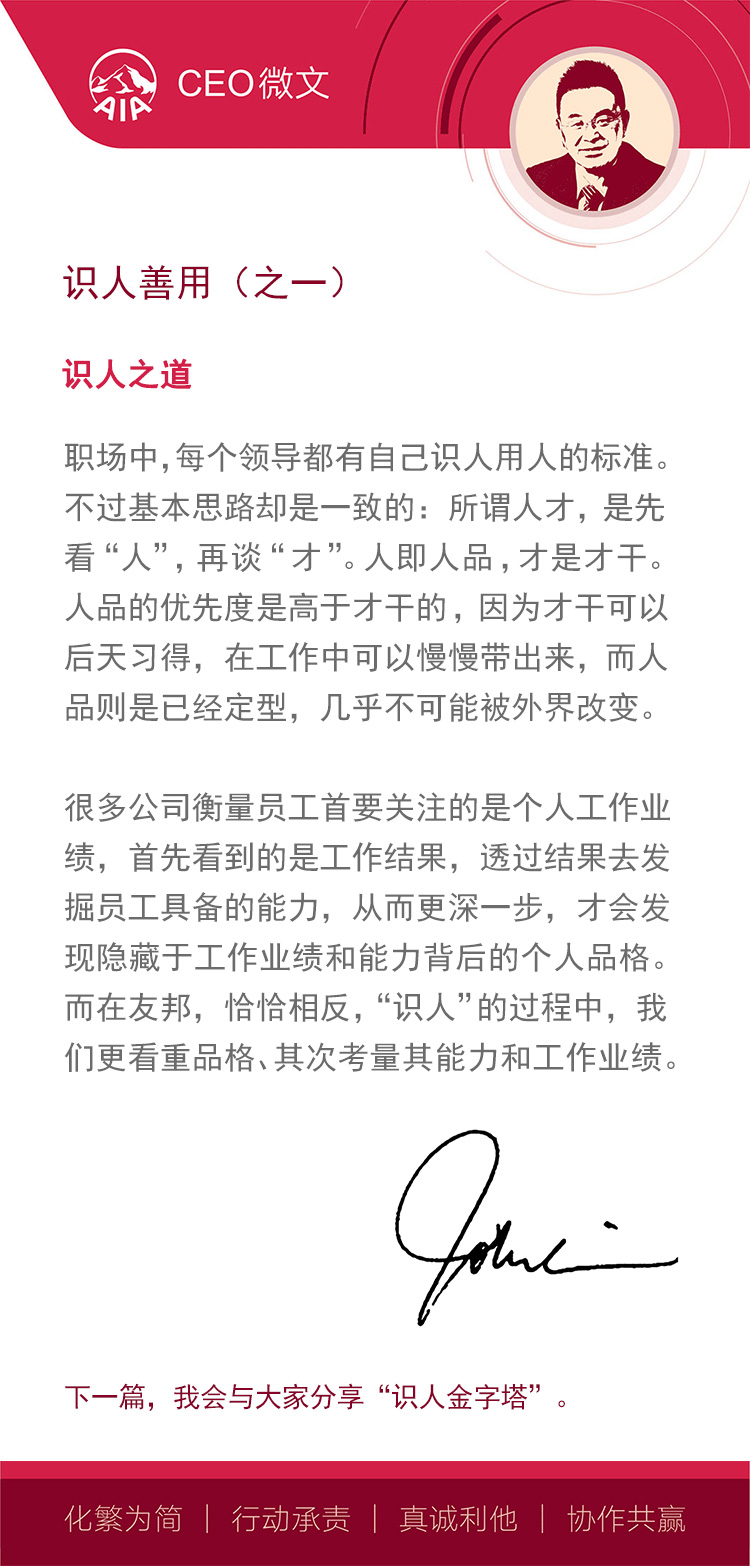 AIA
CEO微文
识人善用（之一）
识人之道
职场中，每个领导都有自己识人用人的标准。
不过基本思路却是一致的：所谓人才，是先
看“人”，再谈“才”。人即人品，才是才干。
人品的优先度是高于才干的，因为才干可以
后天习得，在工作中可以慢慢带出来，而人
品则是已经定型，几乎不可能被外界改变。
很多公司衡量员工首要关注的是个人工作业
绩，首先看到的是工作结果，透过结果去发
掘员工具备的能力，从而更深一步，才会发
现隐藏于工作业绩和能力背后的个人品格。
而在友邦，恰恰相反，“识人”的过程中，我
们更看重品格、其次考量其能力和工作业绩。
下一篇，我会与大家分享“识人金字塔”。
化繁为简｜行动承责｜真诚利他｜协作共赢